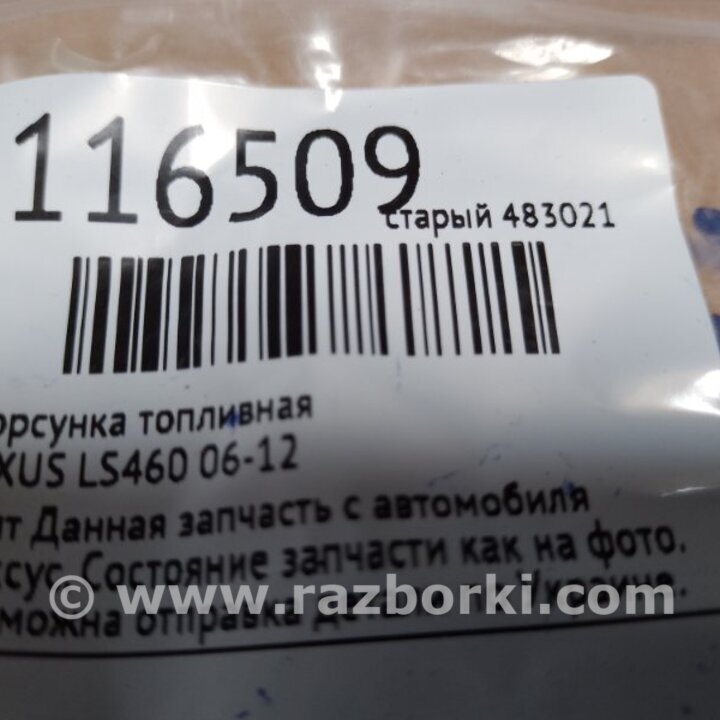 116509
старый 483021
орсунка топливная
XUS LS460 06-12
т Данная запчасть с автомобиля
ксус. Состояние запчасти как на фото.
можна отправка
© www.razborki.com